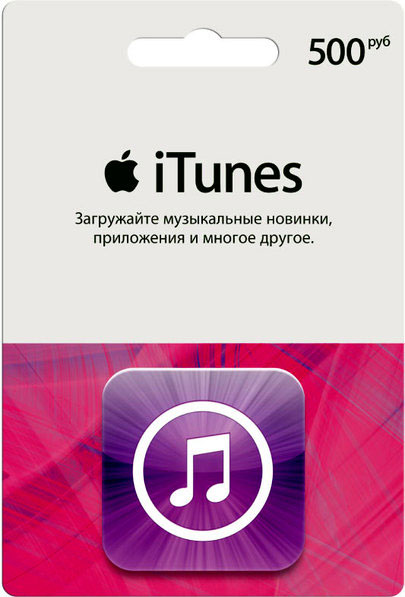 500 руб
iTunes
Загружайте музыкальные новинки,
приложения и многое другое.